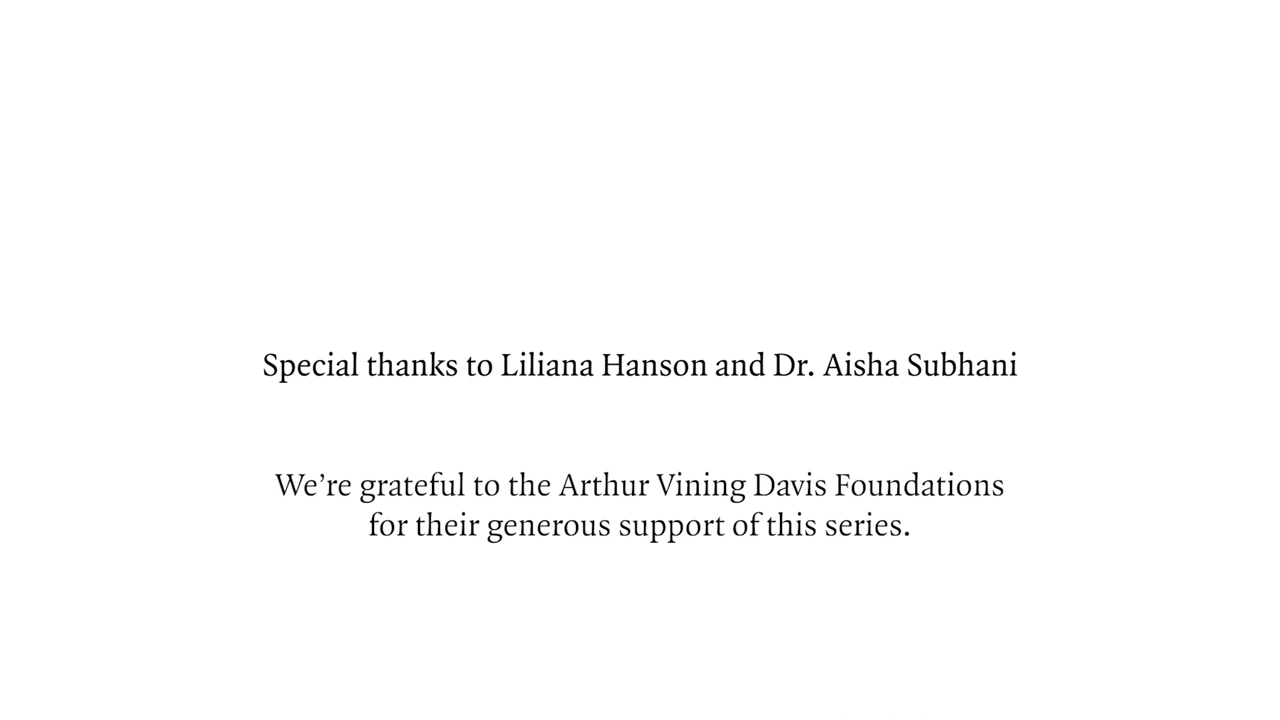 Special thanks to Liliana Hanson and Dr. Aisha Subhani
We’re grateful to the Arthur Vining Davis Foundations
for their generous support of this series.